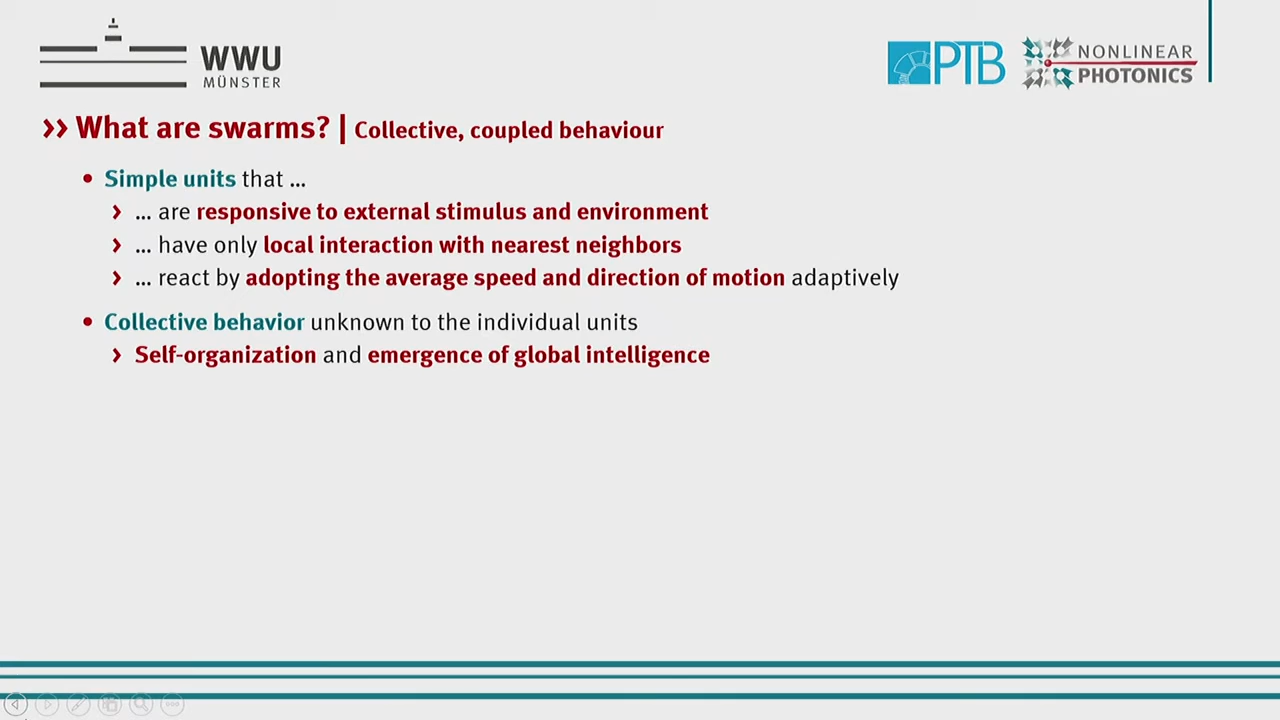 WWU
MÜNSTER
PTB
NONLINEAR
PHOTONICS
›› What are swarms? | Collective, coupled behaviour
• Simple units that ...
› ... are responsive to external stimulus and environment
› ... have only local interaction with nearest neighbors
› ... react by adopting the average speed and direction of motion adaptively
• Collective behavior unknown to the individual units
› Self-organization and emergence of global intelligence